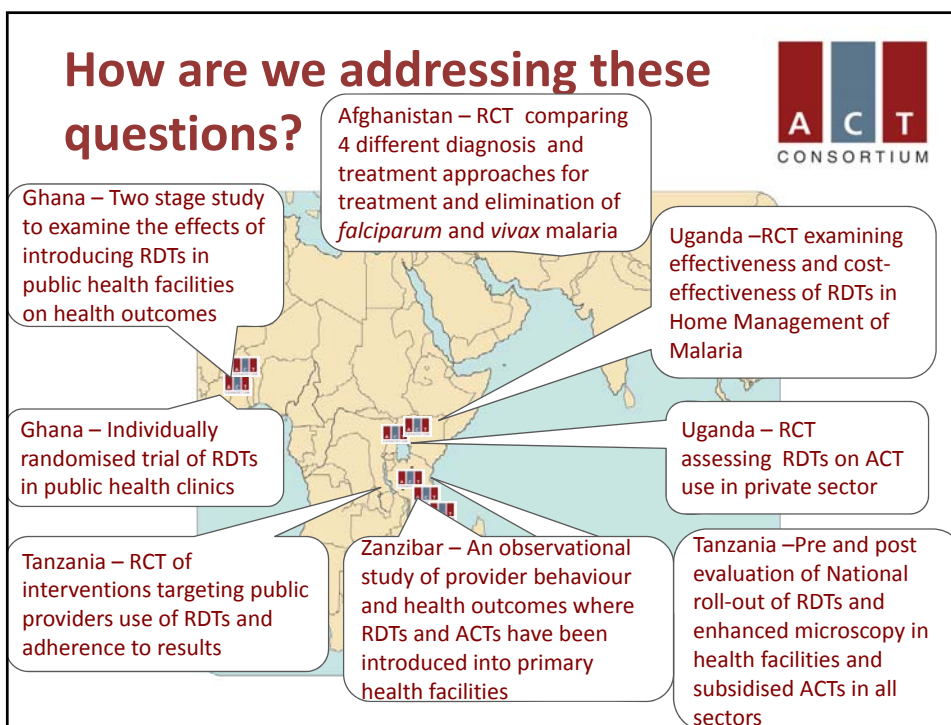 How are we addressing these
questions?
A C T
CONSORTIUM
Afghanistan – RCT comparing
4 different diagnosis and
treatment approaches for
treatment and elimination of
falciparum and vivax malaria
Ghana – Two stage study
to examine the effects of
introducing RDTs in
public health facilities
on health outcomes
Uganda –RCT examining
effectiveness and cost-
effectiveness of RDTs in
Home Management of
Malaria
Ghana – Individually
randomised trial of RDTs
in public health clinics
Uganda – RCT
assessing RDTs on ACT
use in private sector
Tanzania – RCT of
interventions targeting public
providers use of RDTs and
adherence to results
Zanzibar – An observational
study of provider behaviour
and health outcomes where
RDTs and ACTs have been
introduced into primary
health facilities
Tanzania –Pre and post
evaluation of National
roll-out of RDTs and
enhanced microscopy in
health facilities and
subsidised ACTs in all
sectors